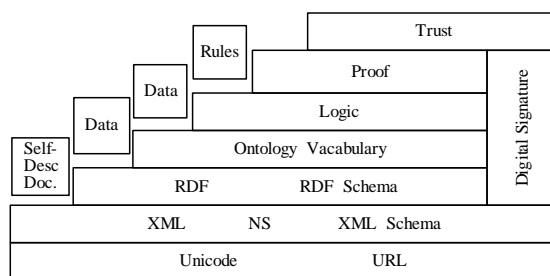 Trust
Rules
Proof
Data
Logic
Data
Ontology Vacabulary
Digital Signature
Self-
Desc
Doc.
RDF RDF Schema
XML NS XML Schema
Unicode URL